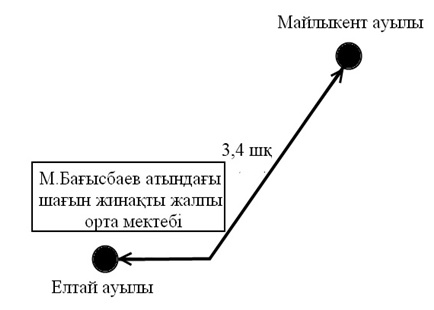 Майлыкент ауылы
3,4 шқ
М.Бағысбаев атындағы
шағын жинақты жалпы
орта мектебі
Елтай ауылы